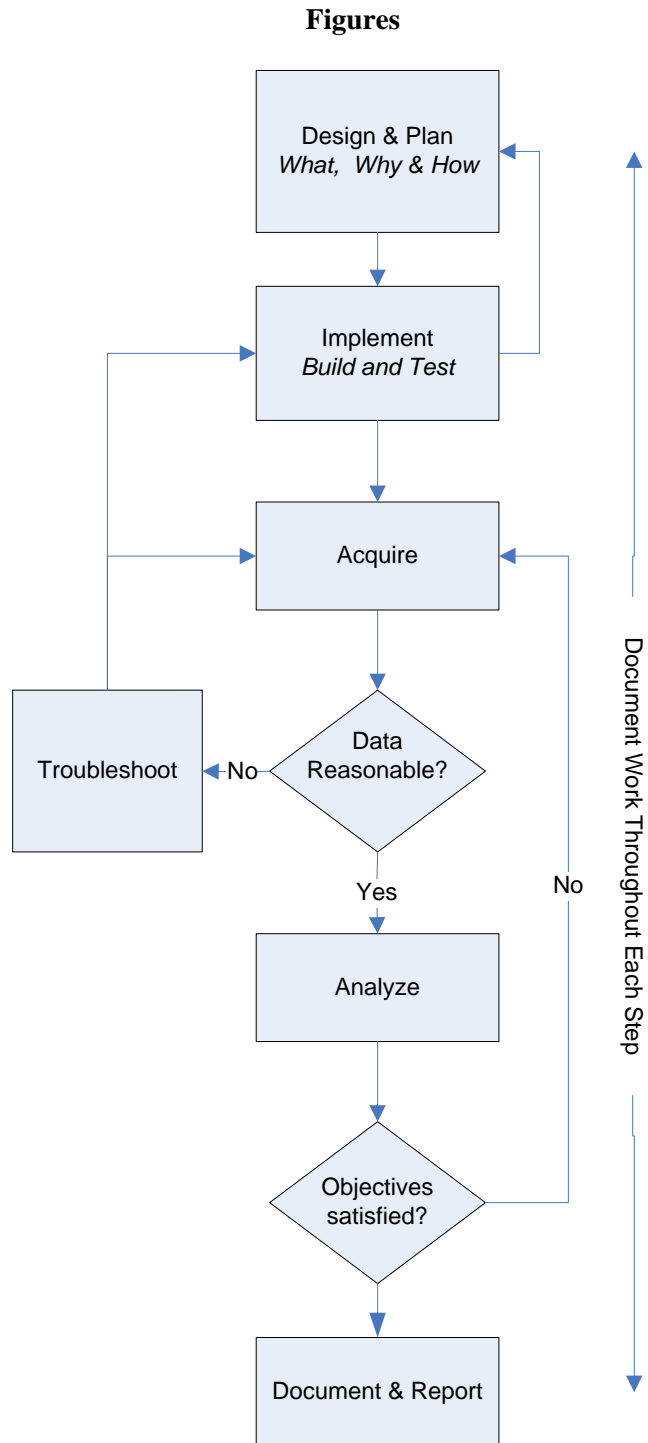 Figures
Design & Plan
What, Why & How
Implement
Build and Test
Acquire
Data
Reasonable?
No
Troubleshoot
Yes
Analyze
No
Objectives
satisfied?
Document & Report
Document Work Throughout Each Step